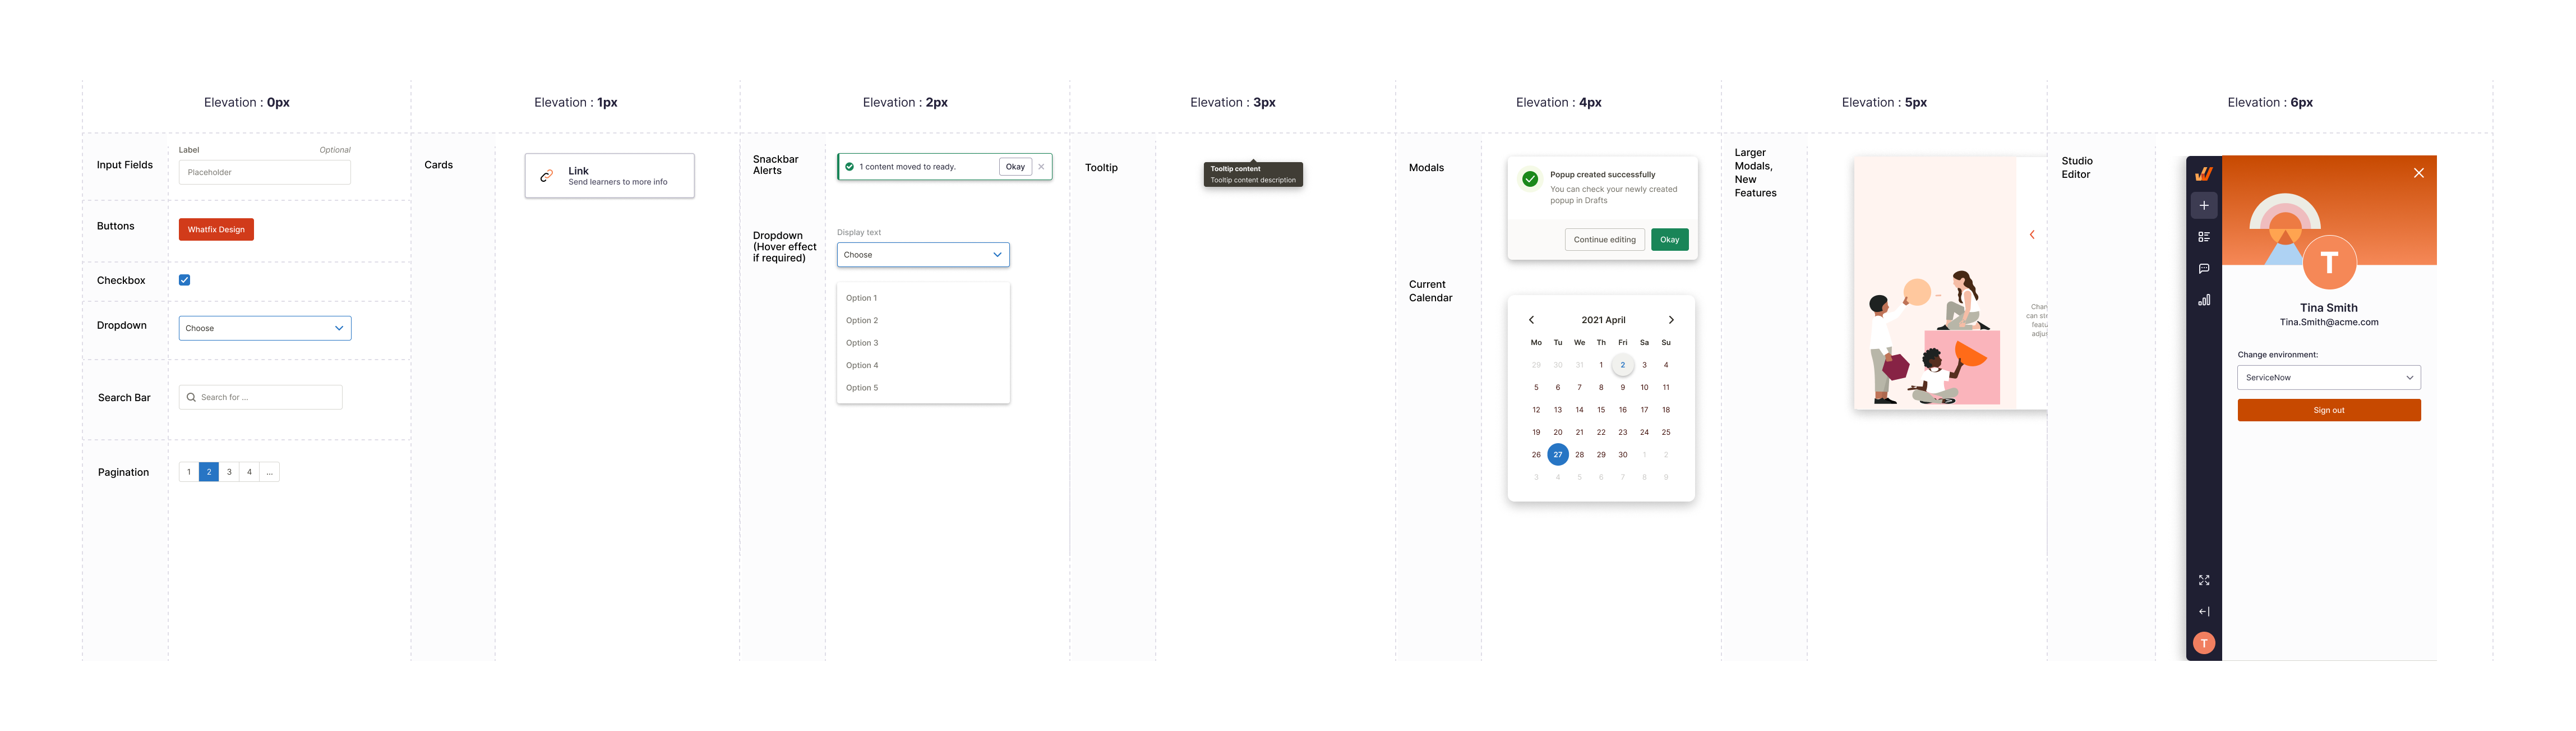 Elevation : 0px
Input Fields
Label
Optional
Placeholder
Buttons
Whatfix Design
Checkbox
Dropdown
Choose
Search Bar
Search for ...
Pagination
1 2 3 4 ...
Elevation : 1px
Cards
Link
Send learners to more info
Elevation : 2px
Snackbar
Alerts
1 content moved to ready.
Okay
Dropdown
(Hover effect
if required)
Display text
Choose
Option 1
Option 2
Option 3
Option 4
Option 5
Elevation : 3px
Tooltip
Tooltip content
Tooltip content description
Elevation : 4px
Modals
Popup created successfully
You can check your newly created
popup in Drafts
Continue editing
Okay
Current
Calendar
2021 April
Mo Tu We Th Fri Sa Su
29 30 31 1 2 3 4
5 6 7 8 9 10 11
12 13 14 15 16 17 18
19 20 21 22 23 24 25
26 27 28 29 30 1 2
3 4 5 6 7 8 9
Elevation : 5px
Larger
Modals,
New
Features
Chan
can str
featu
adjus
Elevation : 6px
Studio
Editor
T
Tina Smith
Tina.Smith@acme.com
Change environment:
ServiceNow
Sign out
T